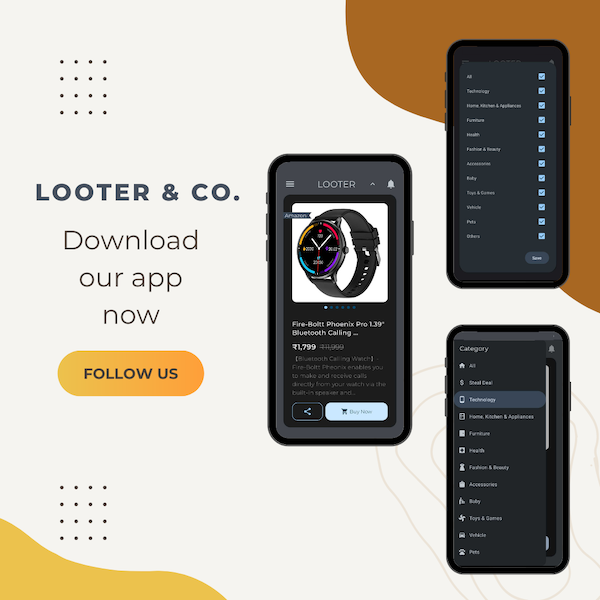 LOOTER & CO.
Download
our app
now
FOLLOW US
LOOTER
Amazon
Fire-Boltt Phoenix Pro 1.39"
Bluetooth Calling ...
₹1,799 ₹11,999
【Bluetooth Calling Watch】-
Fire-Boltt Phoenix enables you
to make and receive calls
directly from your watch via the
built-in speaker and...
Buy Now
LOOTER
All
Technology
Home, Kitchen & Appliances
Furniture
Health
Fashion & Beauty
Accessories
Baby
Toys & Games
Vehicle
Pets
Others
Save
Category
All
Steal Deal
Technology
Home, Kitchen & Appliances
Furniture
Health
Fashion & Beauty
Accessories
Baby
Toys & Games
Vehicle
Pets